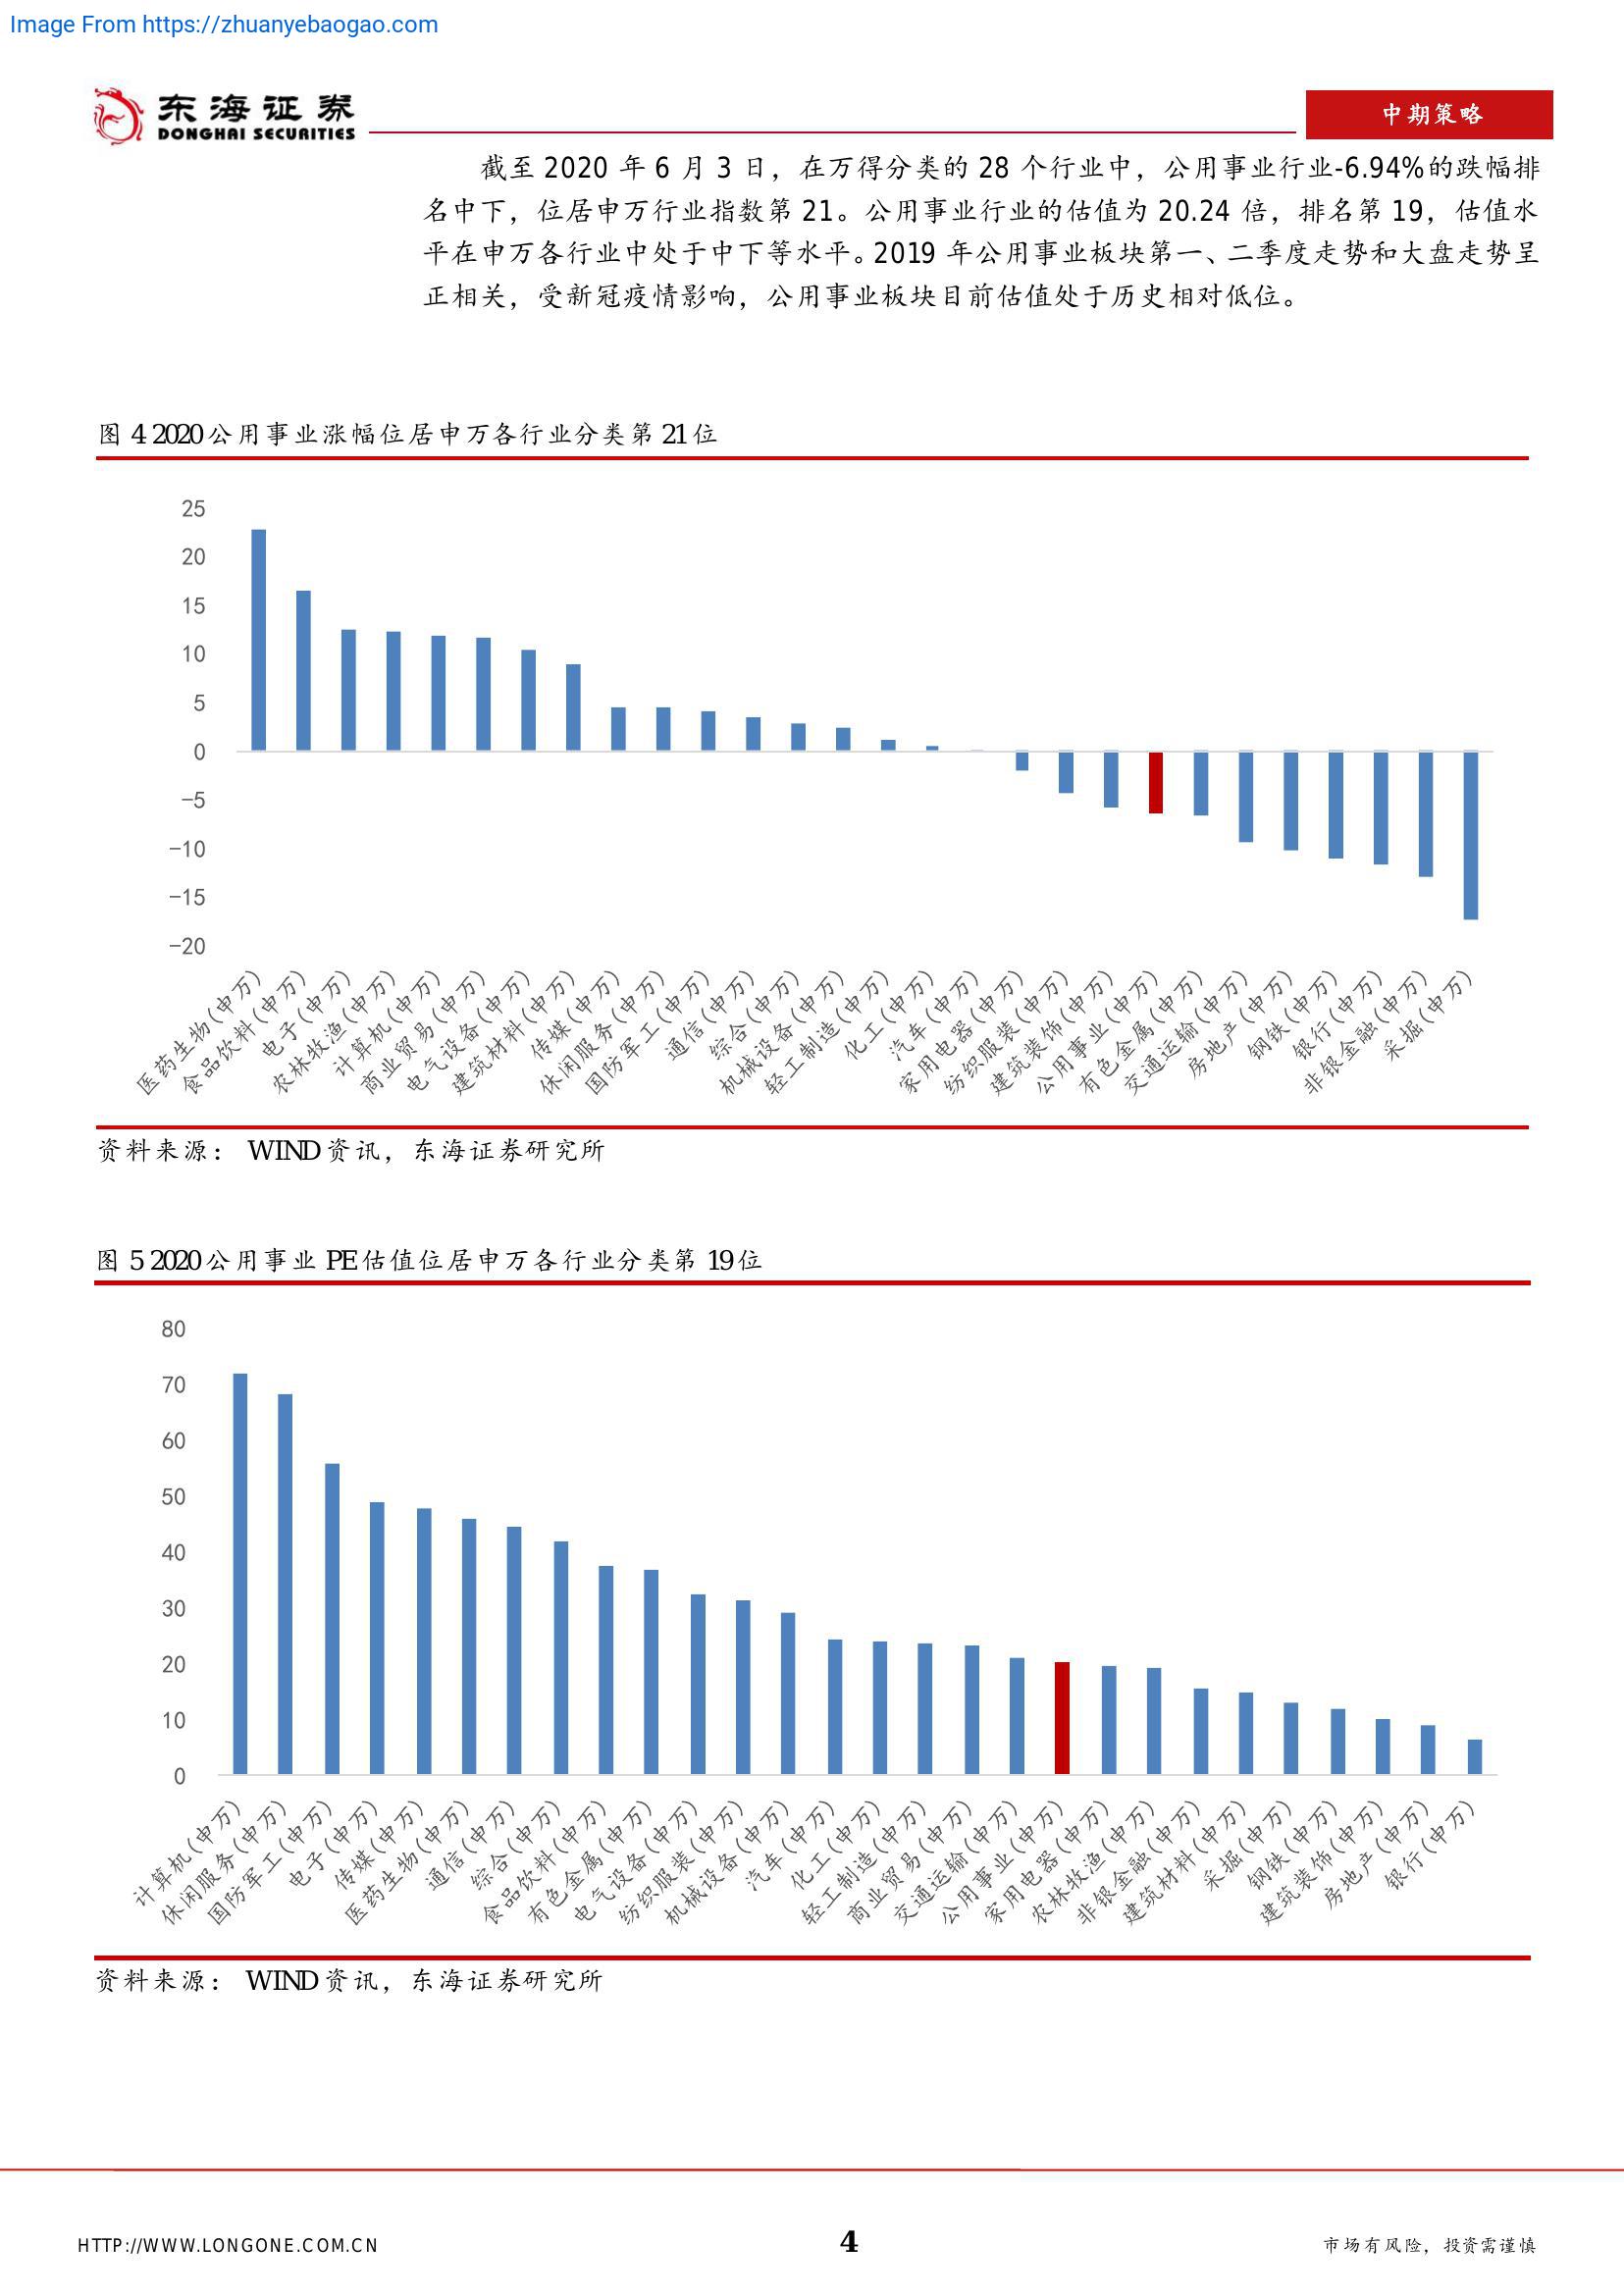 Image From https://zhuanyebaogao.com
东海证券
DONGHAI SECURITIES
中期策略
截至 2020 年 6 月 3 日，在万得分类的 28 个行业中，公用事业行业-6.94%的跌幅排
名中下，位居申万行业指数第 21。公用事业行业的估值为 20.24 倍，排名第 19，估值水
平在申万各行业中处于中下等水平。2019 年公用事业板块第一、二季度走势和大盘走势呈
正相关，受新冠疫情影响，公用事业板块目前估值处于历史相对低位。
图 4 2020 公用事业涨幅位居申万各行业分类第 21 位
25
20
15
10
5
0
-5
-10
-15
-20
医药生物(申万)
食品饮料(申万)
电子(申万)
农林牧渔(申万)
计算机(申万)
商业贸易(申万)
电气设备(申万)
建筑材料(申万)
传媒(申万)
休闲服务(申万)
国防军工(申万)
通信(申万)
综合(申万)
机械设备(申万)
轻工制造(申万)
化工(申万)
汽车(申万)
家用电器(申万)
纺织服装(申万)
建筑装饰(申万)
公用事业(申万)
有色金属(申万)
交通运输(申万)
房地产(申万)
钢铁(申万)
银行(申万)
非银金融(申万)
采掘(申万)
资料来源： WIND 资讯，东海证券研究所
图 5 2020 公用事业 PE 估值位居申万各行业分类第 19 位
80
70
60
50
40
30
20
10
0
计算机(申万)
休闲服务(申万)
国防军工(申万)
电子(申万)
传媒(申万)
医药生物(申万)
通信(申万)
综合(申万)
食品饮料(申万)
有色金属(申万)
电气设备(申万)
纺织服装(申万)
机械设备(申万)
汽车(申万)
化工(申万)
轻工制造(申万)
商业贸易(申万)
交通运输(申万)
公用事业(申万)
家用电器(申万)
农林牧渔(申万)
非银金融(申万)
建筑材料(申万)
采掘(申万)
钢铁(申万)
建筑装饰(申万)
房地产(申万)
银行(申万)
资料来源： WIND 资讯，东海证券研究所
HTTP://WWW.LONGONE.COM.CN
4
市场有风险，投资需谨慎